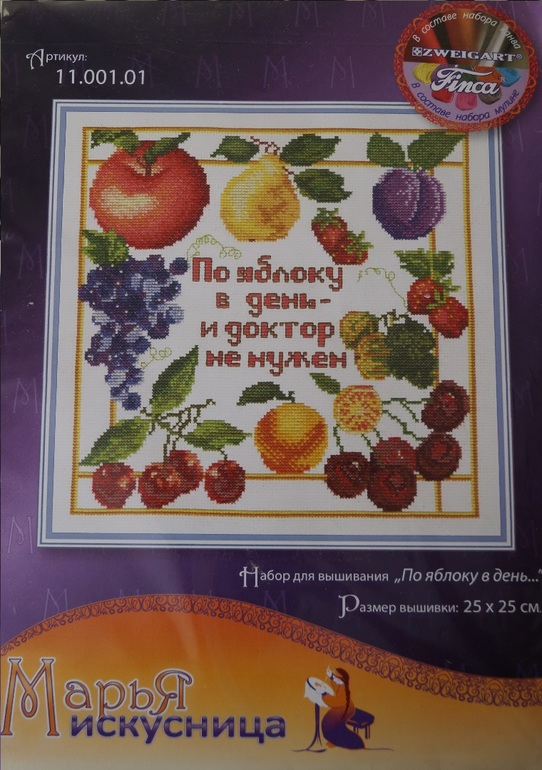 Артикул:
11.001.01
В составе набора канва
ZWEIGART®
Finca
В составе набора мулине
По яблоку
в день-
и доктор
не нужен
Набор для вышивания „По яблоку в день..."
Размер вышивки: 25 x 25 см.
Марья
искусница